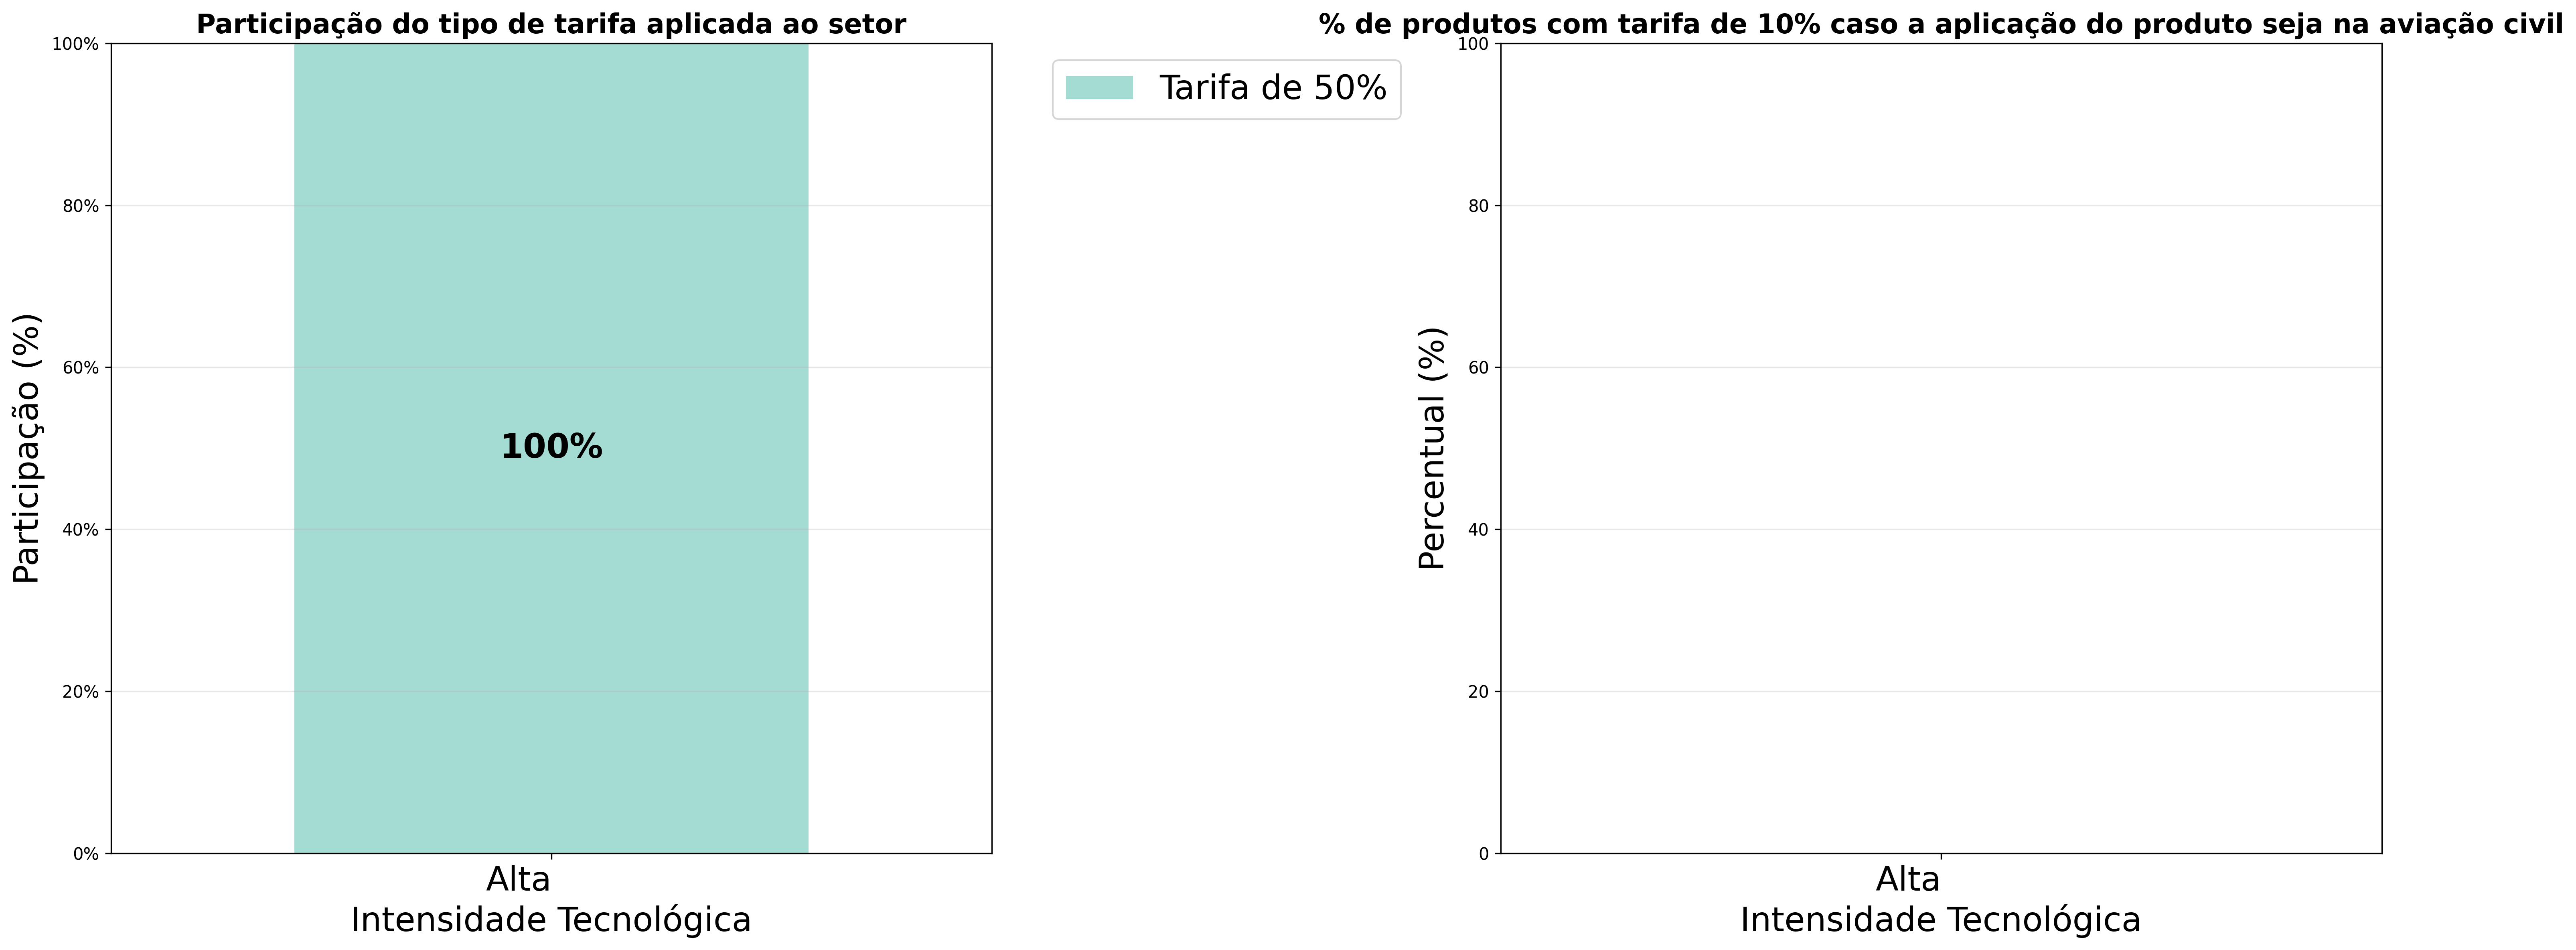 Participação do tipo de tarifa aplicada ao setor
100%
80%
60%
40%
20%
0%
Participação (%)
100%
Alta
Intensidade Tecnológica
Tarifa de 50%
% de produtos com tarifa de 10% caso a aplicação do produto seja na aviação civil
100
80
60
40
20
0
Percentual (%)
Alta
Intensidade Tecnológica